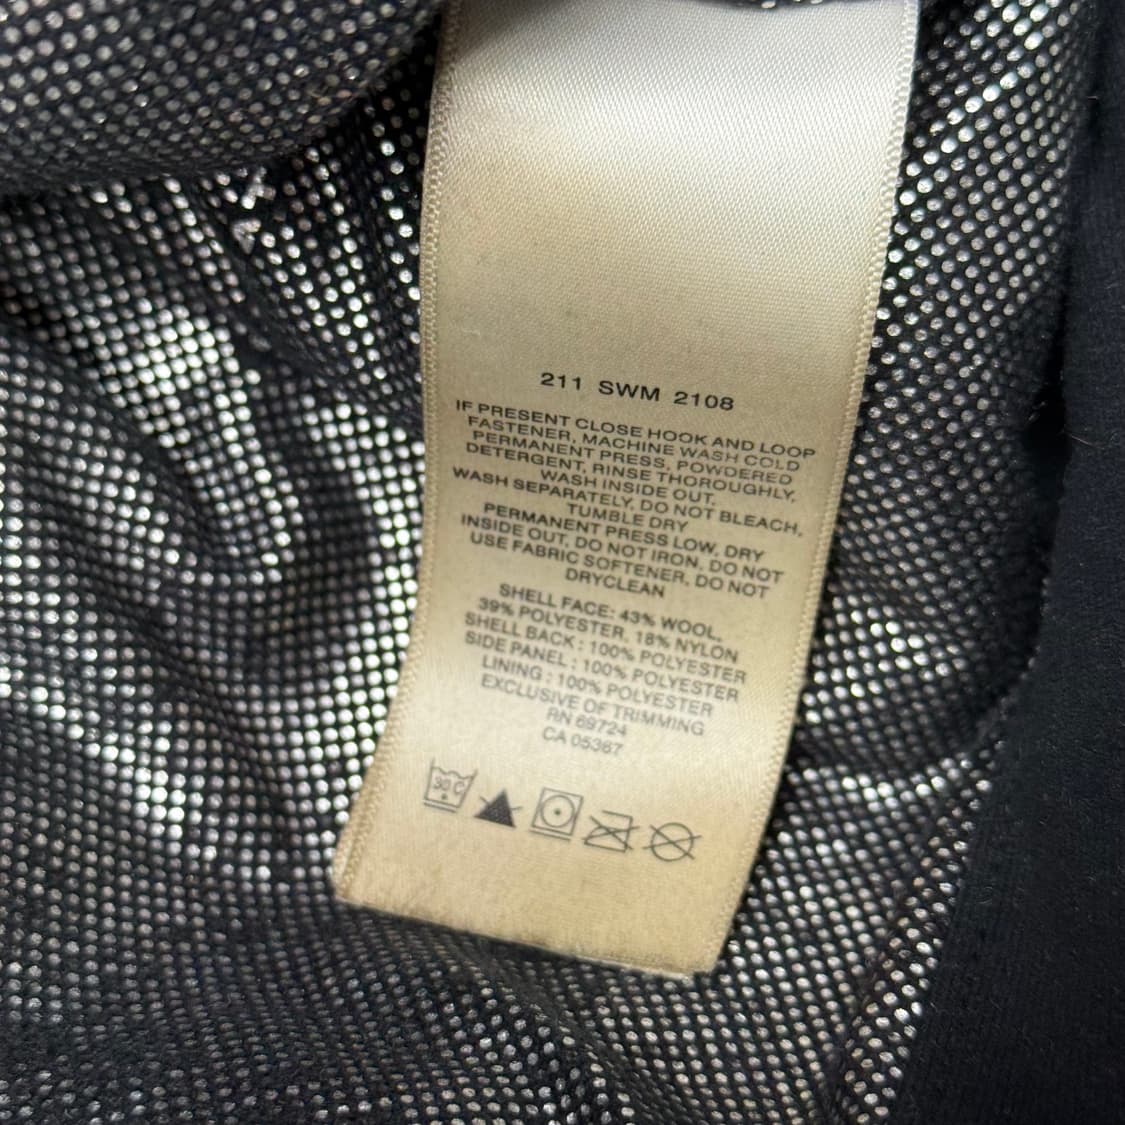 211 SWM 2108
IF PRESENT CLOSE HOOK AND LOOP
FASTENER, MACHINE WASH COLD
PERMANENT PRESS, POWDERED
DETERGENT, RINSE THOROUGHLY,
WASH INSIDE OUT,
WASH SEPARATELY, DO NOT BLEACH,
TUMBLE DRY
PERMANENT PRESS LOW, DRY
INSIDE OUT, DO NOT IRON, DO NOT
USE FABRIC SOFTENER, DO NOT
DRYCLEAN
SHELL FACE: 43% WOOL,
39% POLYESTER, 18% NYLON
SHELL BACK : 100% POLYESTER
SIDE PANEL : 100% POLYESTER
LINING : 100% POLYESTER
EXCLUSIVE OF TRIMMING
RN 69724
CA 05367
30 C